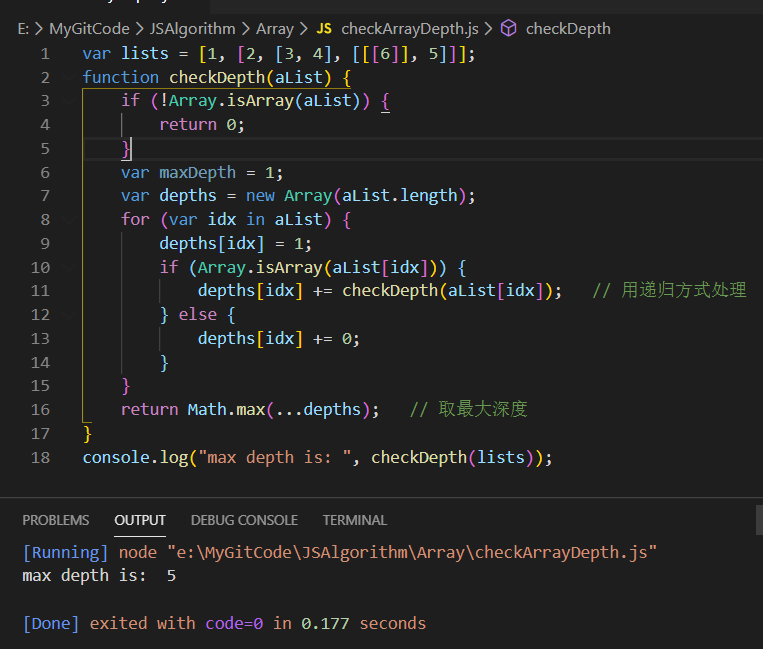 E: > MyGitCode > JSAlgorithm > Array > JS checkArrayDepth.js > checkDepth
1 var lists = [1, [2, [3, 4], [[[6]], 5]]];
2 function checkDepth(aList) {
3 if (!Array.isArray(aList)) {
4 return 0;
5 }
6 var maxDepth = 1;
7 var depths = new Array(aList.length);
8 for (var idx in aList) {
9 depths[idx] = 1;
10 if (Array.isArray(aList[idx])) {
11 depths[idx] += checkDepth(aList[idx]); // 用递归方式处理
12 } else {
13 depths[idx] += 0;
14 }
15 }
16 return Math.max(...depths); // 取最大深度
17 }
18 console.log("max depth is: ", checkDepth(lists));
PROBLEMS OUTPUT DEBUG CONSOLE TERMINAL
[Running] node "e:\MyGitCode\JSAlgorithm\Array\checkArrayDepth.js"
max depth is:  5
[Done] exited with code=0 in 0.177 seconds